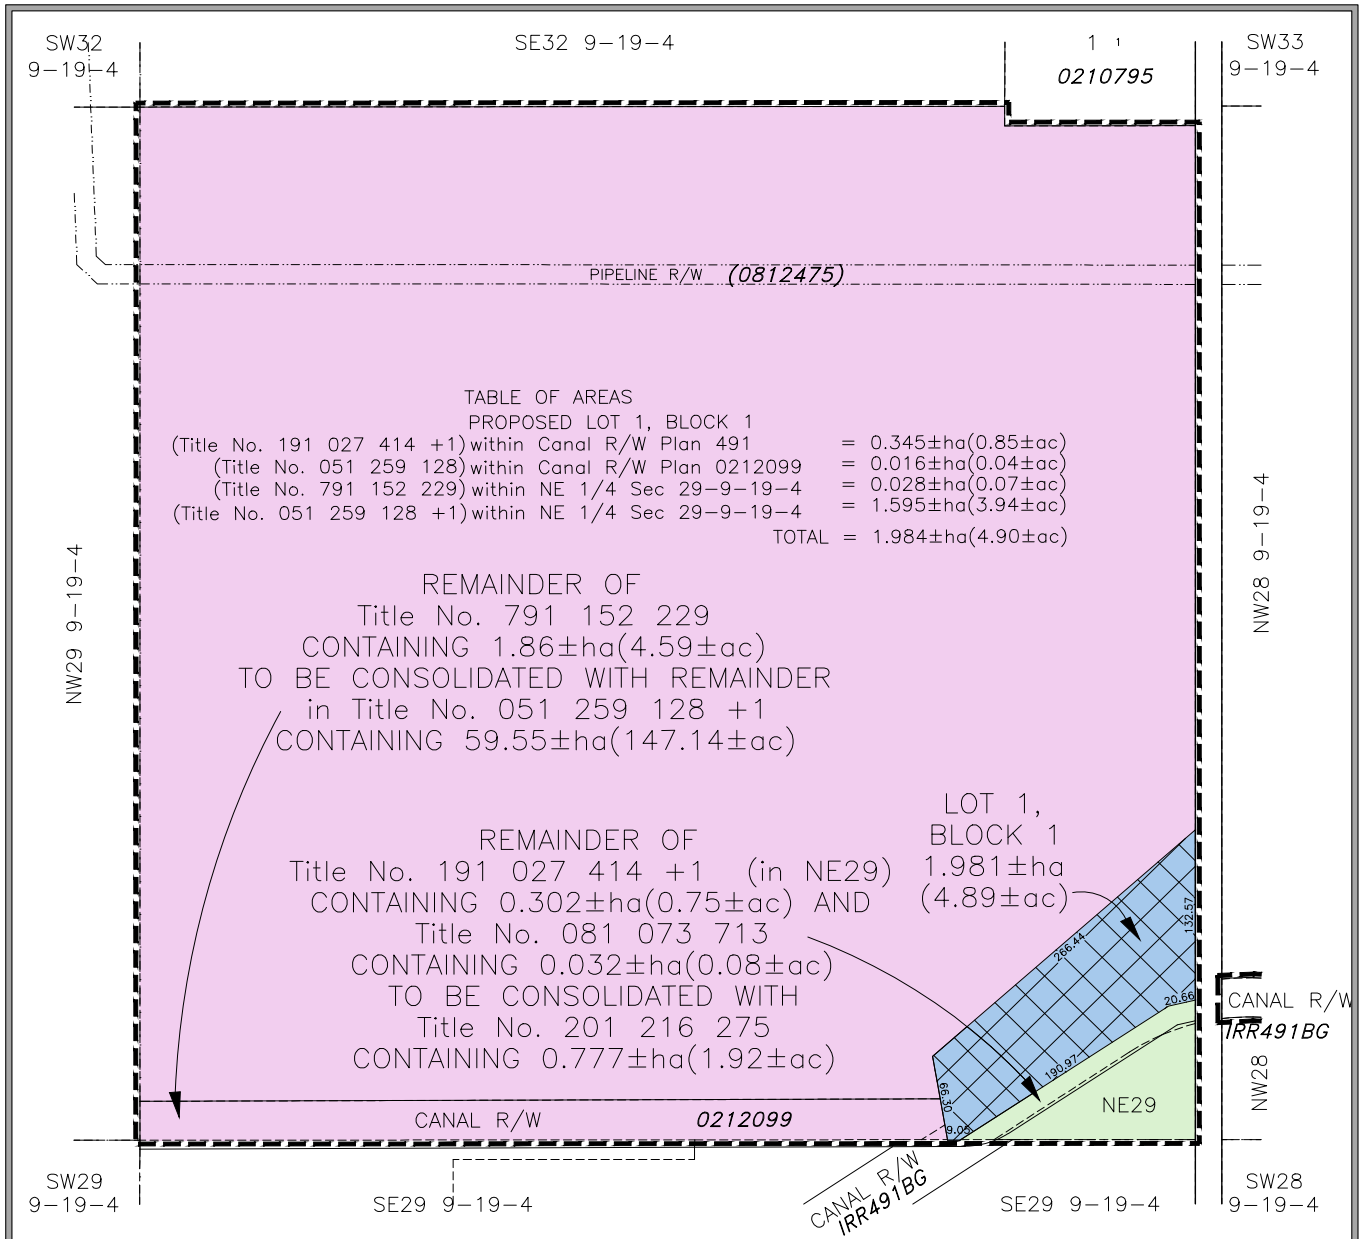 SW32
9-19-4
SE32 9-19-4
1 1
0210795
SW33
9-19-4
PIPELINE R/W (0812475)
TABLE OF AREAS
PROPOSED LOT 1, BLOCK 1
(Title No. 191 027 414 +1) within Canal R/W Plan 491 = 0.345±ha(0.85±ac)
(Title No. 051 259 128) within Canal R/W Plan 0212099 = 0.016±ha(0.04±ac)
(Title No. 791 152 229) within NE 1/4 Sec 29-9-19-4 = 0.028±ha(0.07±ac)
(Title No. 051 259 128 +1) within NE 1/4 Sec 29-9-19-4 = 1.595±ha(3.94±ac)
TOTAL = 1.984±ha(4.90±ac)
NW29 9-19-4
NW28 9-19-4
REMAINDER OF
Title No. 791 152 229
CONTAINING 1.86±ha(4.59±ac)
TO BE CONSOLIDATED WITH REMAINDER
in Title No. 051 259 128 +1
CONTAINING 59.55±ha(147.14±ac)
LOT 1,
BLOCK 1
1.981±ha
(4.89±ac)
REMAINDER OF
Title No. 191 027 414 +1 (in NE29)
CONTAINING 0.302±ha(0.75±ac) AND
Title No. 081 073 713
CONTAINING 0.032±ha(0.08±ac)
TO BE CONSOLIDATED WITH
Title No. 201 216 275
CONTAINING 0.777±ha(1.92±ac)
132.57
266.44
20.66
190.97
66.30
9.05
CANAL R/W
IRR491BG
NW28
NE29
CANAL R/W 0212099
CANAL R/W
IRR491BG
SW29
9-19-4
SE29 9-19-4
SE29 9-19-4
SW28
9-19-4